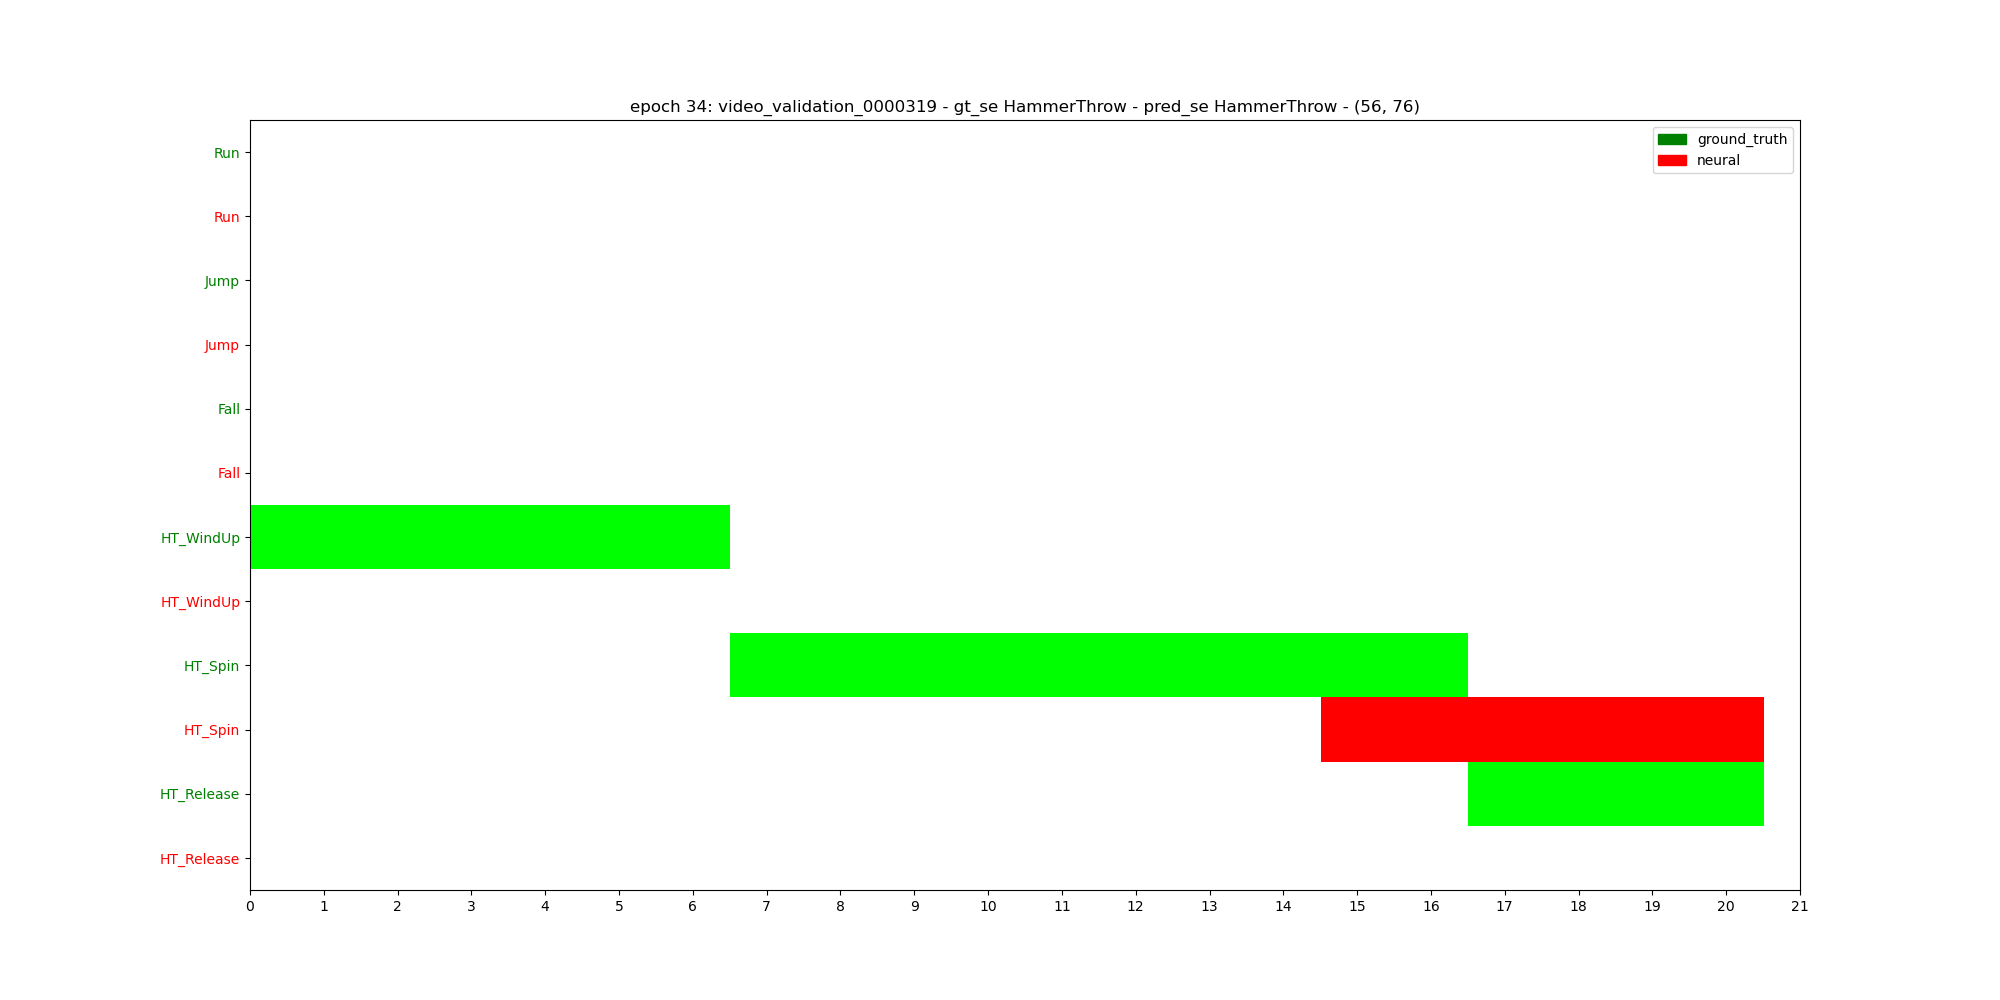 epoch 34: video_validation_0000319 - gt_se HammerThrow - pred_se HammerThrow - (56, 76)
ground_truth
neural
Run
Run
Jump
Jump
Fall
Fall
HT_WindUp
HT_WindUp
HT_Spin
HT_Spin
HT_Release
HT_Release
0 1 2 3 4 5 6 7 8 9 10 11 12 13 14 15 16 17 18 19 20 21